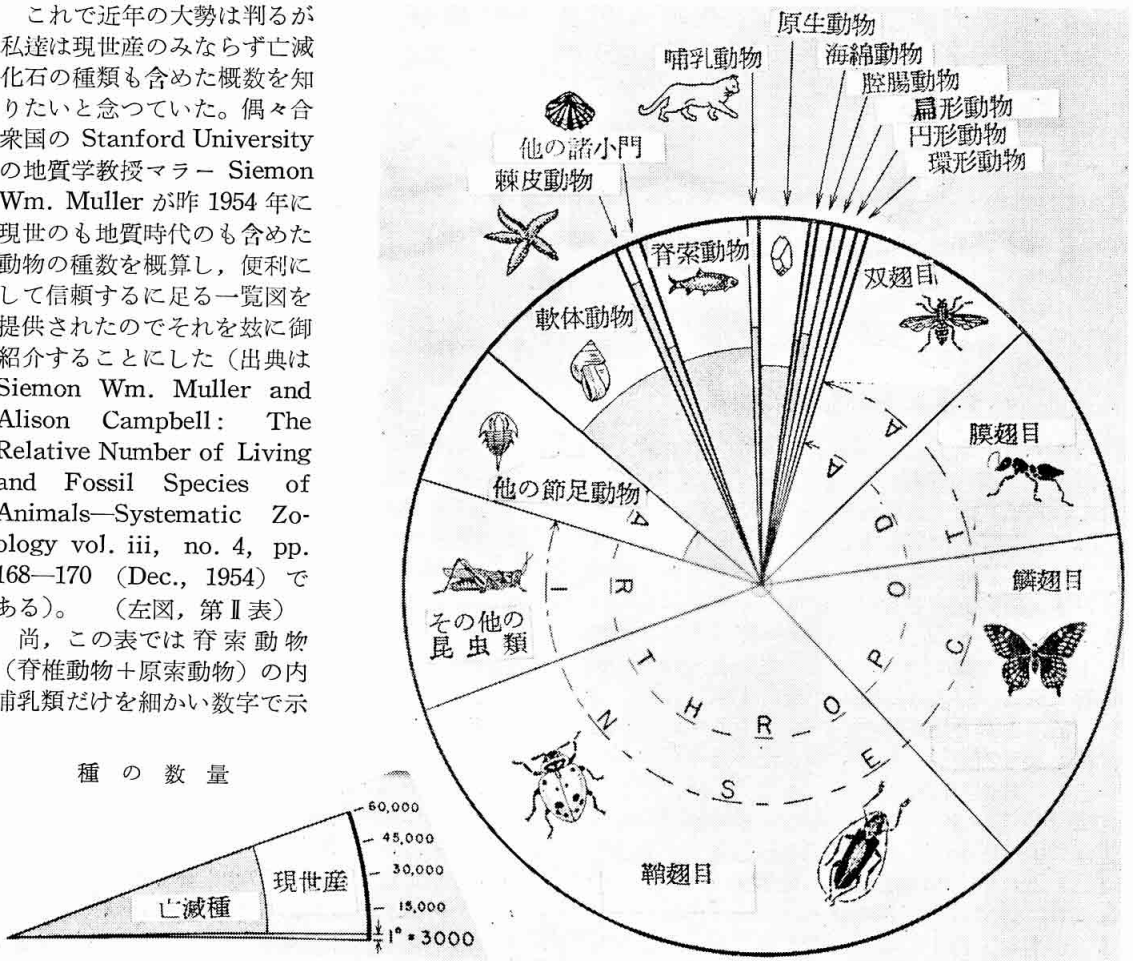 これで近年の大勢は判るが
私達は現世産のみならず亡滅
化石の種類も含めた概数を知
りたいと念つていた。偶々合
衆国の Stanford University
の地質学教授マラー Siemon
Wm. Muller が昨 1954 年に
現世のも地質時代のも含めた
動物の種数を概算し，便利に
して信頼するに足る一覧図を
提供されたのでそれを玆に御
紹介することにした（出典は
Siemon Wm. Muller and
Alison Campbell: The
Relative Number of Living
and Fossil Species of
Animals—Systematic Zo-
ology vol. iii, no. 4, pp.
168—170 (Dec., 1954) で
ある）。 （左図，第Ⅱ表）
尚，この表では脊索動物
（脊椎動物＋原索動物）の内
哺乳類だけを細かい数字で示
種の数量
60,000
45,000
30,000
15,000
1°=3000
現世産
亡滅種
原生動物
海綿動物
腔腸動物
扁形動物
円形動物
環形動物
哺乳動物
他の諸小門
棘皮動物
脊索動物
軟体動物
他の節足動物
その他の
昆虫類
鞘翅目
鱗翅目
膜翅目
双翅目
ARTHROPODA
INSECTA